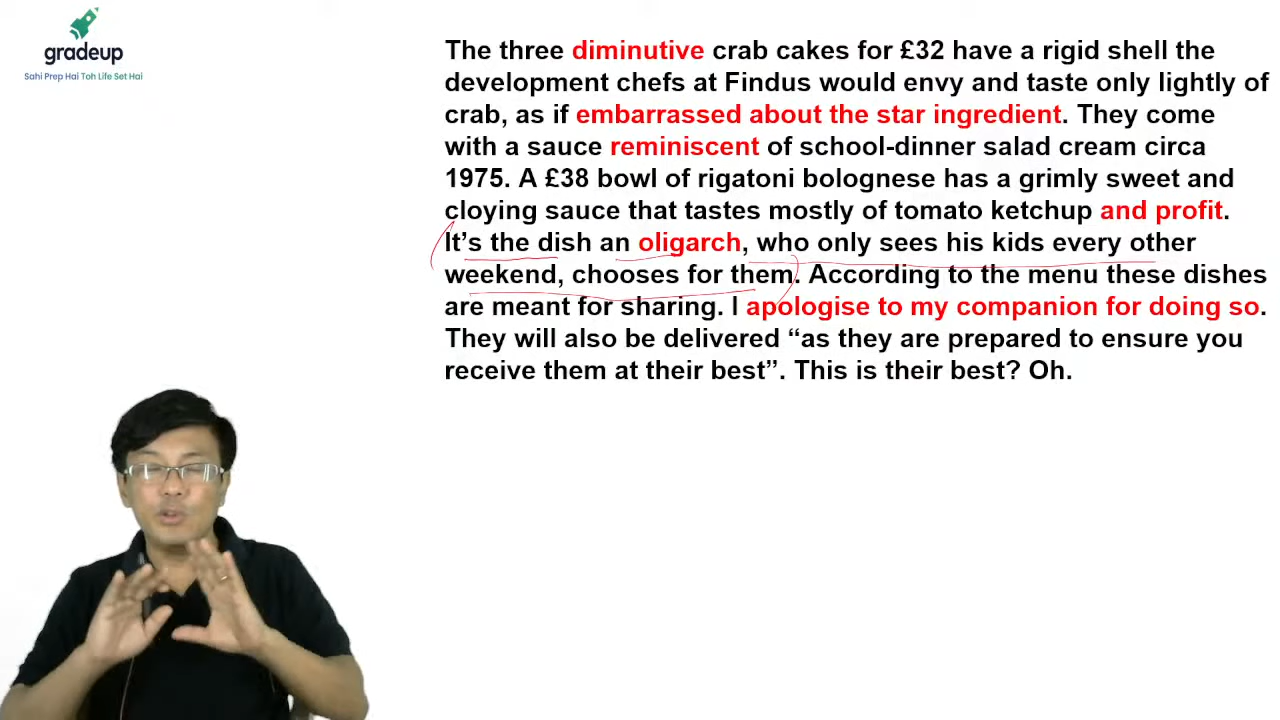 gradeup
Sahi Prep Hai Toh Life Set Hai
The three diminutive crab cakes for £32 have a rigid shell the
development chefs at Findus would envy and taste only lightly of
crab, as if embarrassed about the star ingredient. They come
with a sauce reminiscent of school-dinner salad cream circa
1975. A £38 bowl of rigatoni bolognese has a grimly sweet and
cloying sauce that tastes mostly of tomato ketchup and profit.
It’s the dish an oligarch, who only sees his kids every other
weekend, chooses for them. According to the menu these dishes
are meant for sharing. I apologise to my companion for doing so.
They will also be delivered “as they are prepared to ensure you
receive them at their best”. This is their best? Oh.